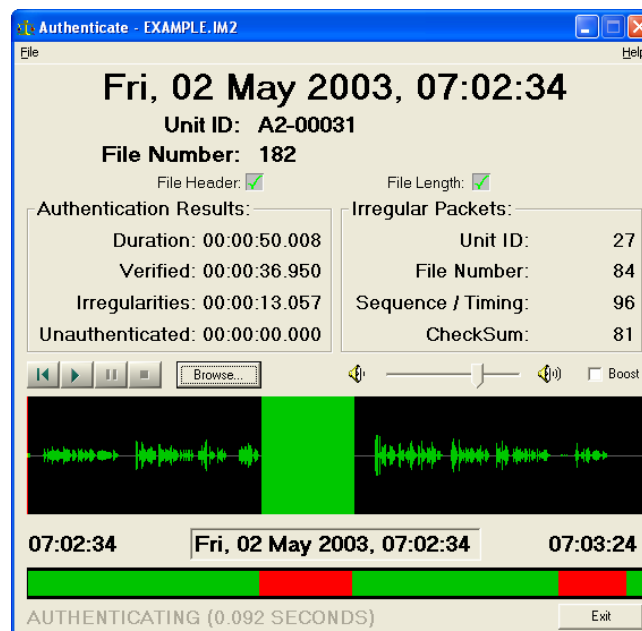 Authenticate - EXAMPLE.IM2
File Help
Fri, 02 May 2003, 07:02:34
Unit ID: A2-00031
File Number: 182
File Header: File Length:
Authentication Results: Irregular Packets:
Duration: 00:00:50.008 Unit ID: 27
Verified: 00:00:36.950 File Number: 84
Irregularities: 00:00:13.057 Sequence / Timing: 96
Unauthenticated: 00:00:00.000 CheckSum: 81
Browse... Boost
07:02:34 Fri, 02 May 2003, 07:02:34 07:03:24
AUTHENTICATING (0.092 SECONDS) Exit